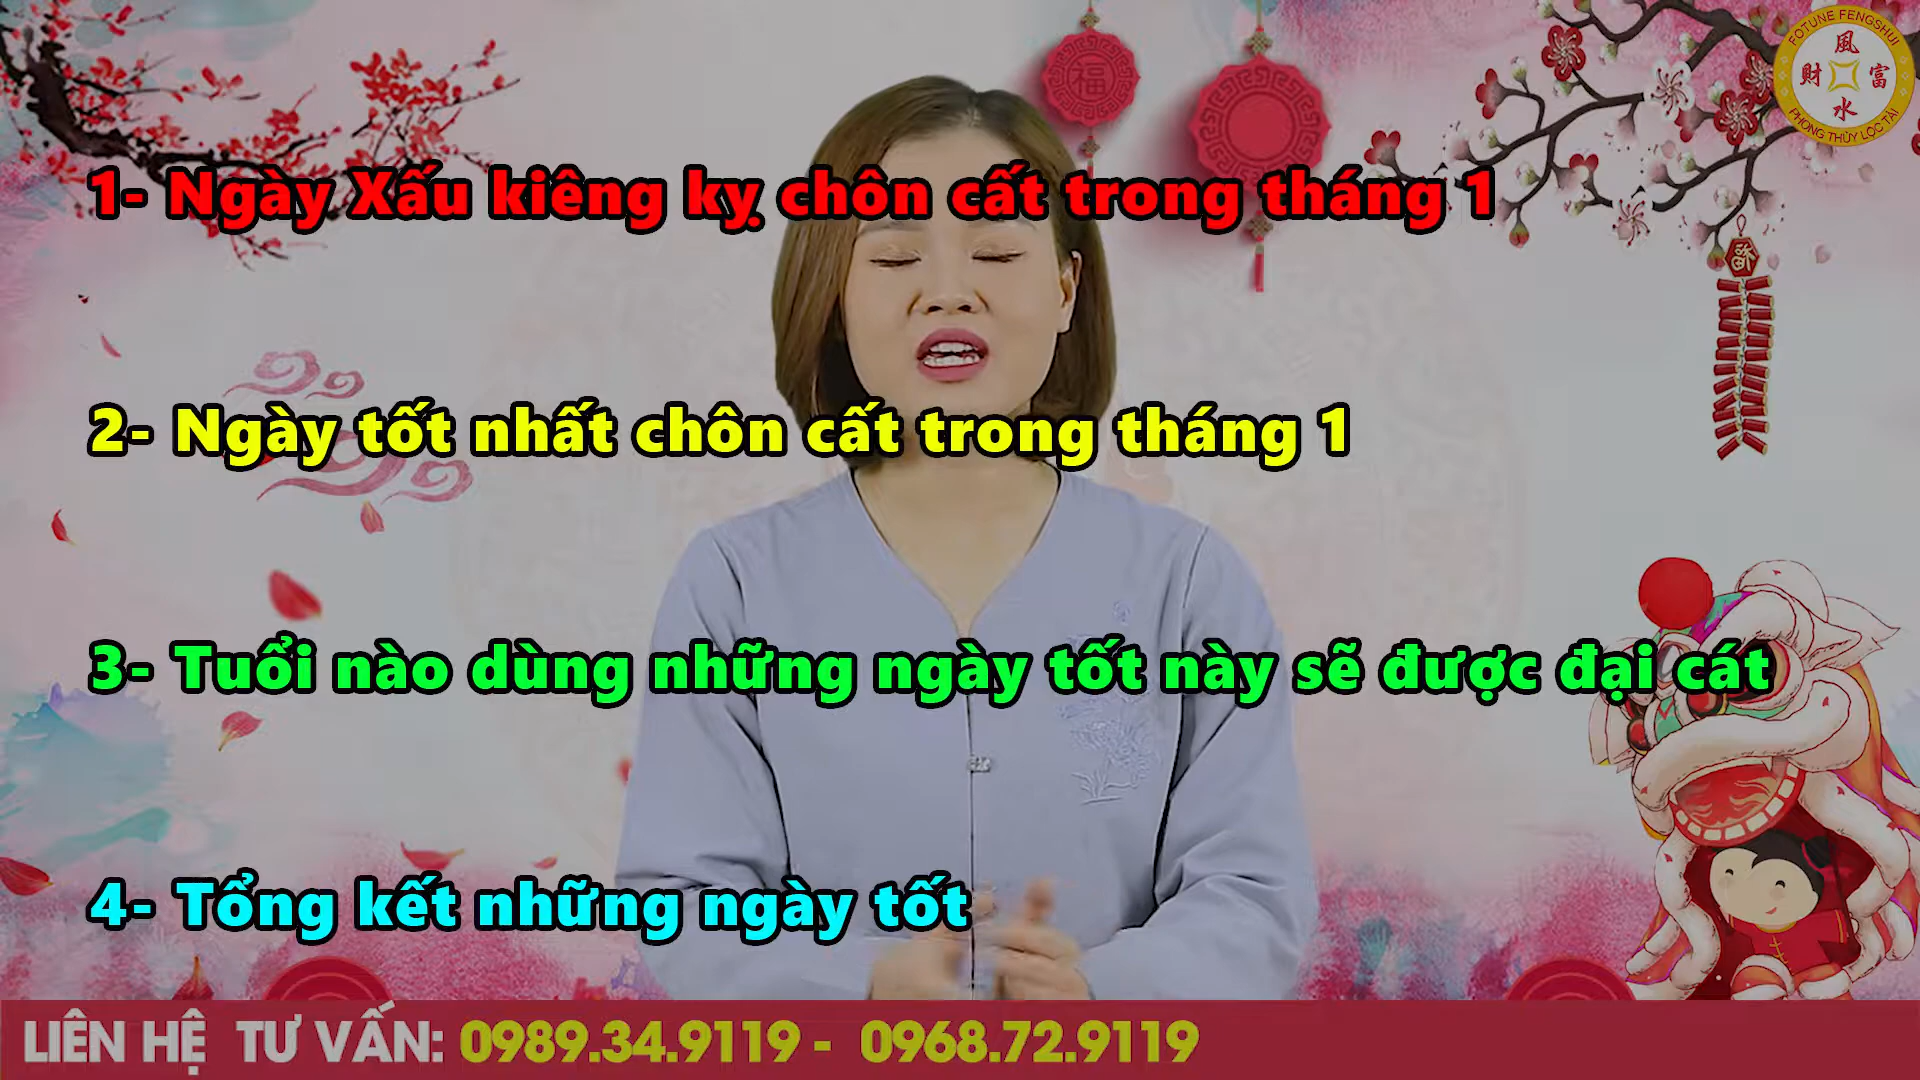 FOTUNE FENGSHUI
風
財 富
水
PHONG THỦY LỘC TÀI
福
1- Ngày Xấu kiêng kỵ chôn cất trong tháng 1
2- Ngày tốt nhất chôn cất trong tháng 1
3- Tuổi nào dùng những ngày tốt này sẽ được đại cát
4- Tổng kết những ngày tốt
LIÊN HỆ TƯ VẤN: 0989.34.9119 - 0968.72.9119